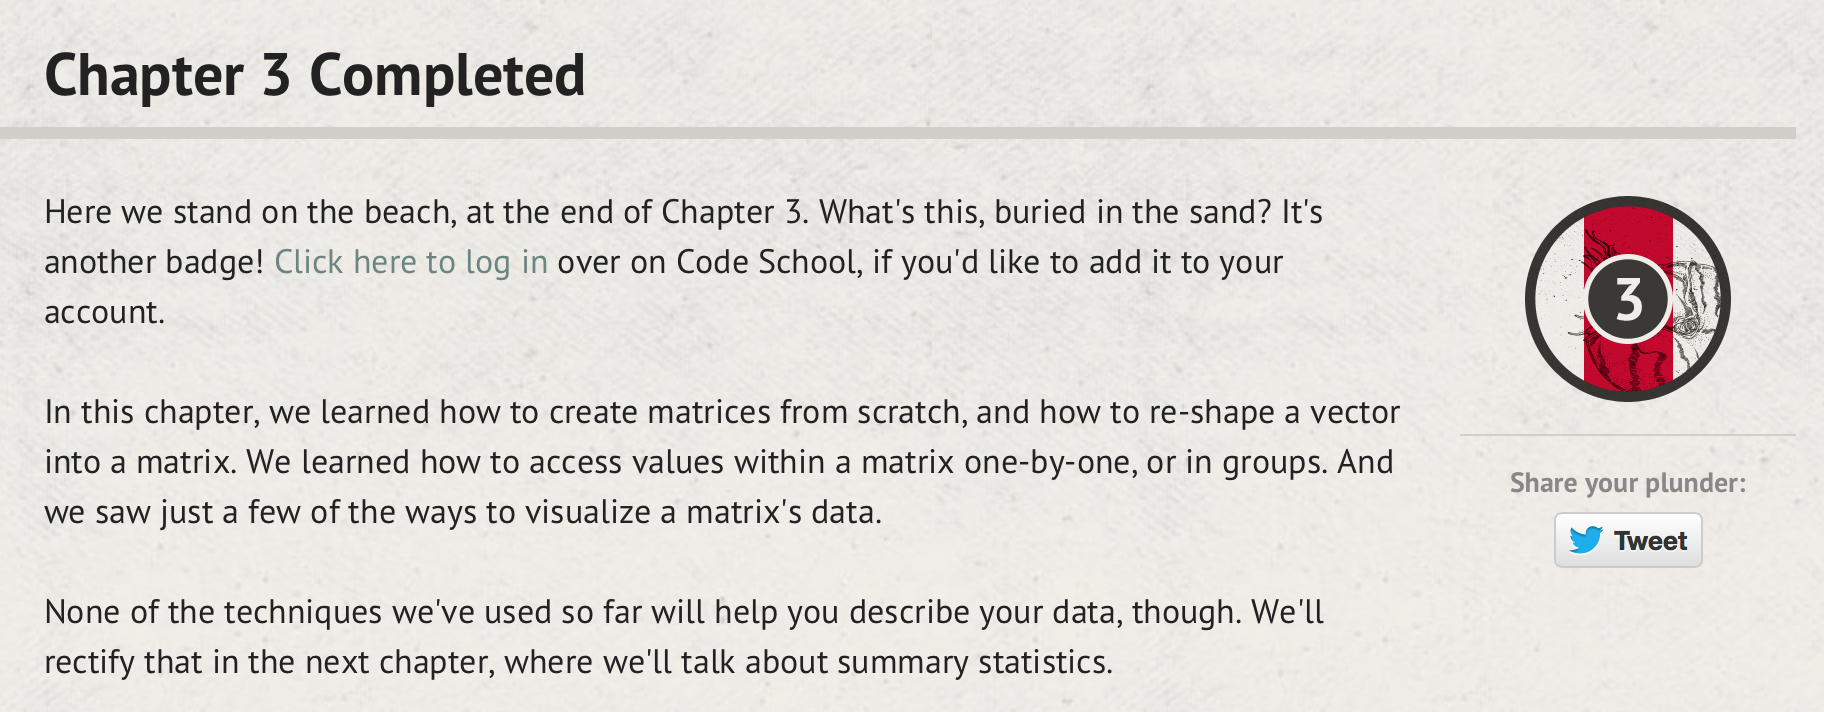 Chapter 3 Completed
Here we stand on the beach, at the end of Chapter 3. What's this, buried in the sand? It's
another badge! Click here to log in over on Code School, if you'd like to add it to your
account.
In this chapter, we learned how to create matrices from scratch, and how to re-shape a vector
into a matrix. We learned how to access values within a matrix one-by-one, or in groups. And
we saw just a few of the ways to visualize a matrix's data.
None of the techniques we've used so far will help you describe your data, though. We'll
rectify that in the next chapter, where we'll talk about summary statistics.
3
Share your plunder:
Tweet